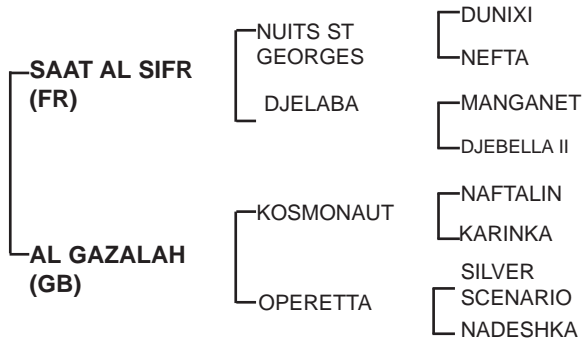 SAAT AL SIFR
(FR)
NUITS ST
GEORGES
DUNIXI
NEFTA
DJELABA
MANGANET
DJEBELLA II
AL GAZALAH
(GB)
KOSMONAUT
NAFTALIN
KARINKA
OPERETTA
SILVER
SCENARIO
NADESHKA